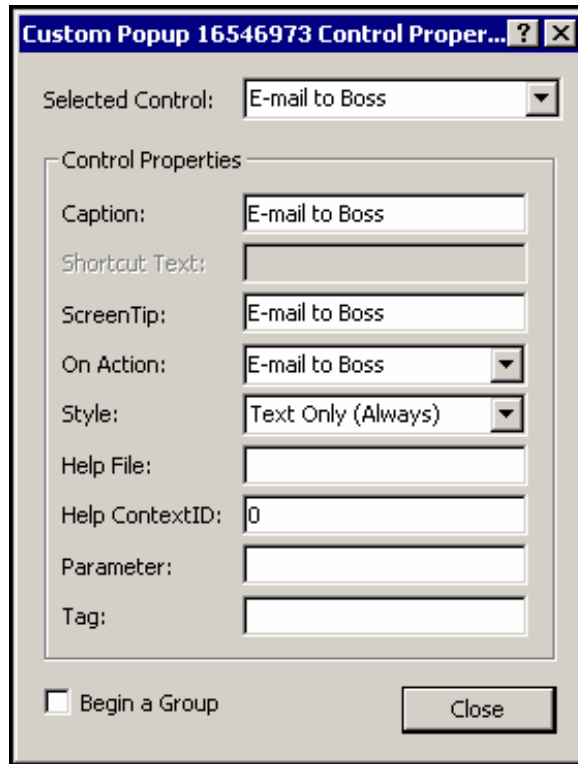 Custom Popup 16546973 Control Proper... ?
Selected Control: E-mail to Boss
Control Properties
Caption: E-mail to Boss
Shortcut Text:
ScreenTip: E-mail to Boss
On Action: E-mail to Boss
Style: Text Only (Always)
Help File:
Help ContextID: 0
Parameter:
Tag:
Begin a Group Close